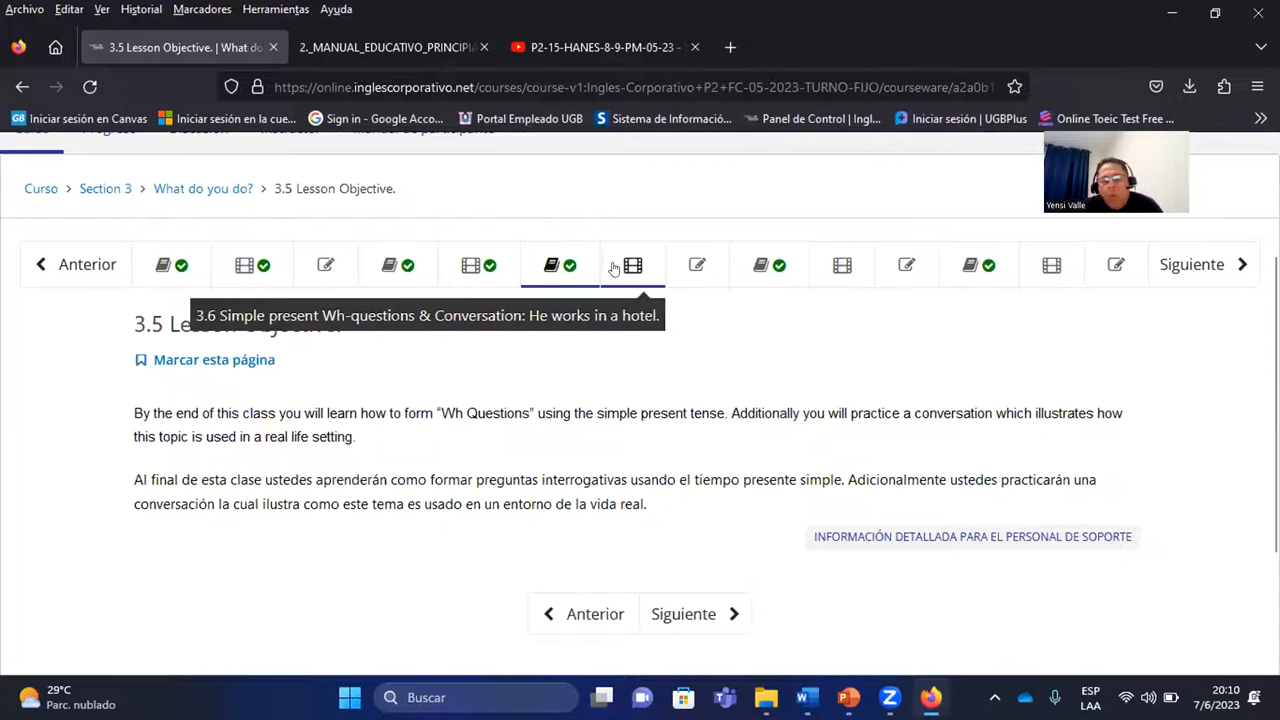 Archivo Editar Ver Historial Marcadores Herramientas Ayuda
3.5 Lesson Objective. | What do
2._MANUAL_EDUCATIVO_PRINCIPIA
P2-15-HANES-8-9-PM-05-23 -
https://online.inglescorporativo.net/courses/course-v1:Ingles-Corporativo+P2+FC-05-2023-TURNO-FIJO/courseware/a2a0b1
Iniciar sesión en Canvas
Iniciar sesión en la cue...
Sign in - Google Acco...
Portal Empleado UGB
Sistema de Informació...
Panel de Control | Ingl...
Iniciar sesión | UGBPlus
Online Toeic Test Free ...
Yensi Valle
Curso > Section 3 > What do you do? > 3.5 Lesson Objective.
Anterior
Siguiente
3.6 Simple present Wh-questions & Conversation: He works in a hotel.
3.5 Lesson Objective.
Marcar esta página
By the end of this class you will learn how to form “Wh Questions” using the simple present tense. Additionally you will practice a conversation which illustrates how
this topic is used in a real life setting.
Al final de esta clase ustedes aprenderán como formar preguntas interrogativas usando el tiempo presente simple. Adicionalmente ustedes practicarán una
conversación la cual ilustra como este tema es usado en un entorno de la vida real.
INFORMACIÓN DETALLADA PARA EL PERSONAL DE SOPORTE
Anterior
Siguiente
29°C
Parc. nublado
Buscar
ESP
LAA
20:10
7/6/2023